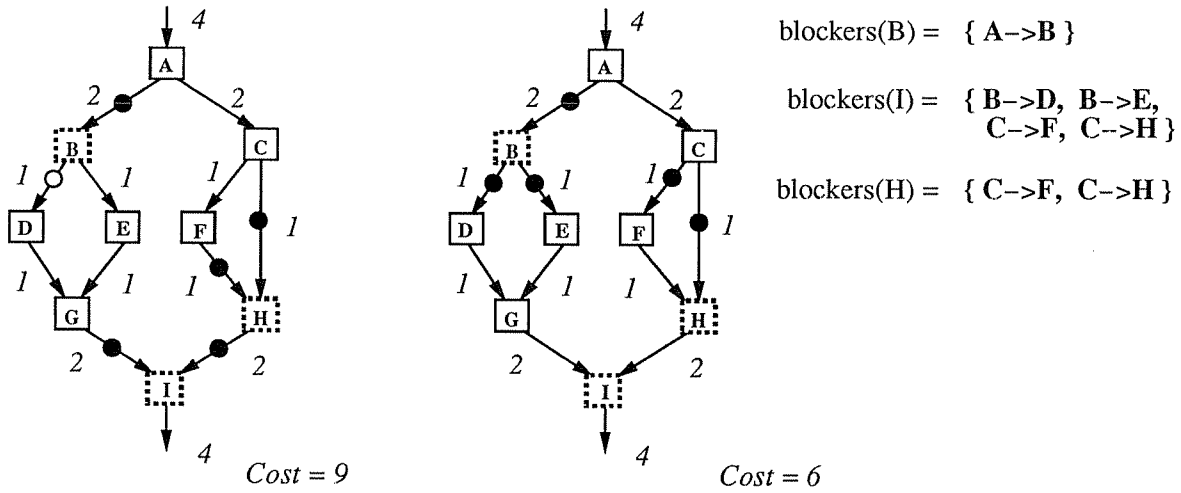 4
A
2
2
B
C
1
1
1
1
D
E
F
H
1
1
1
G
2
2
I
4
Cost = 9
4
A
2
2
B
C
1
1
1
1
D
E
F
H
1
1
1
G
2
2
I
4
Cost = 6
blockers(B) = { A->B }
blockers(I) = { B->D, B->E,
C->F, C->H }
blockers(H) = { C->F, C->H }